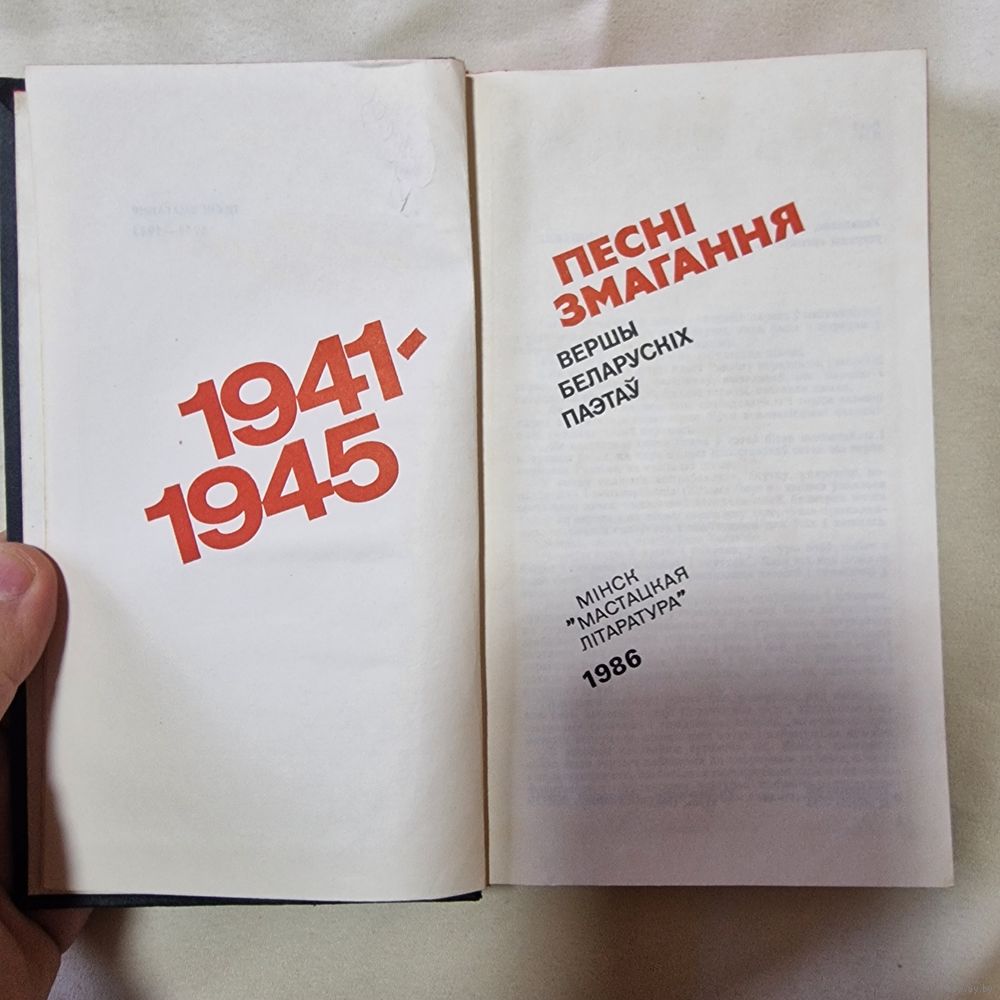 1941-
1945
ПЕСНІ
ЗМАГАННЯ
ВЕРШЫ
БЕЛАРУСКІХ
ПАЭТАЎ
МІНСК
"МАСТАЦКАЯ
ЛІТАРАТУРА"
1986